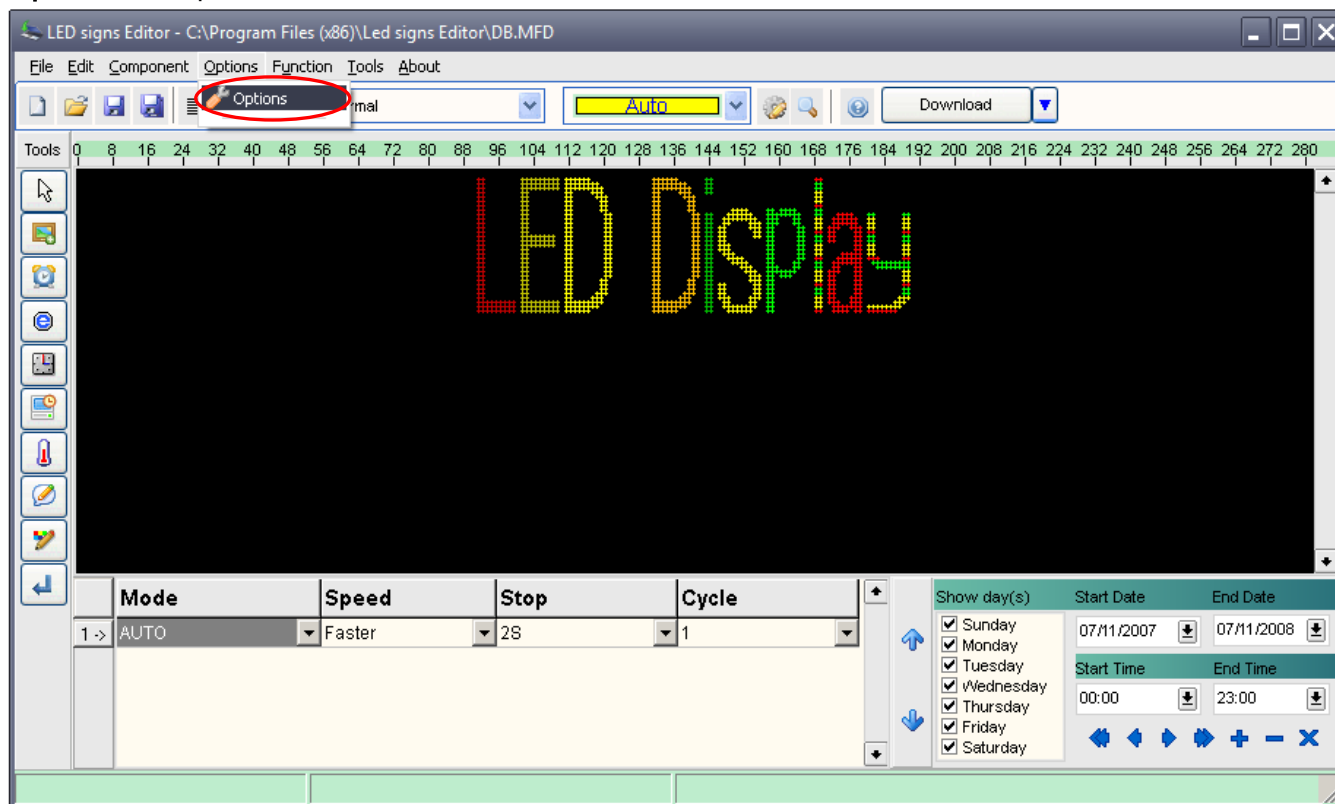 LED signs Editor - C:\Program Files (x86)\Led signs Editor\DB.MFD
File Edit Component Options Function Tools About
Options
Auto
Download
Tools 0 8 16 24 32 40 48 56 64 72 80 88 96 104 112 120 128 136 144 152 160 168 176 184 192 200 208 216 224 232 240 248 256 264 272 280
LED Display
Mode Speed Stop Cycle
1-> AUTO Faster 2S 1
Show day(s) Start Date End Date
Sunday 07/11/2007 07/11/2008
Monday
Tuesday Start Time End Time
Wednesday
Thursday 00:00 23:00
Friday
Saturday